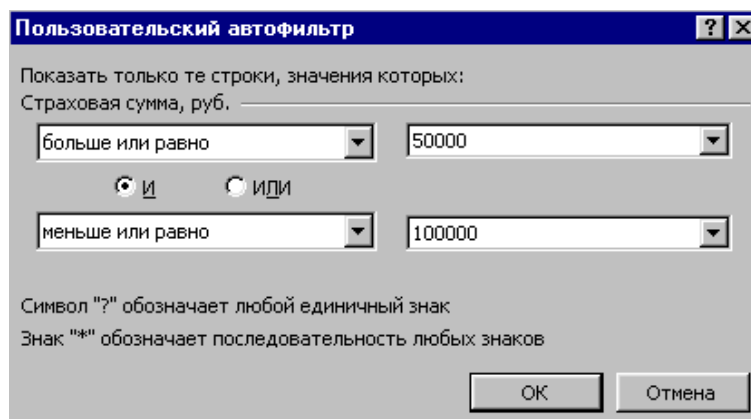 Пользовательский автофильтр
Показать только те строки, значения которых:
Страховая сумма, руб.
больше или равно 50000
И ИЛИ
меньше или равно 100000
Символ "?" обозначает любой единичный знак
Знак "*" обозначает последовательность любых знаков
ОК Отмена